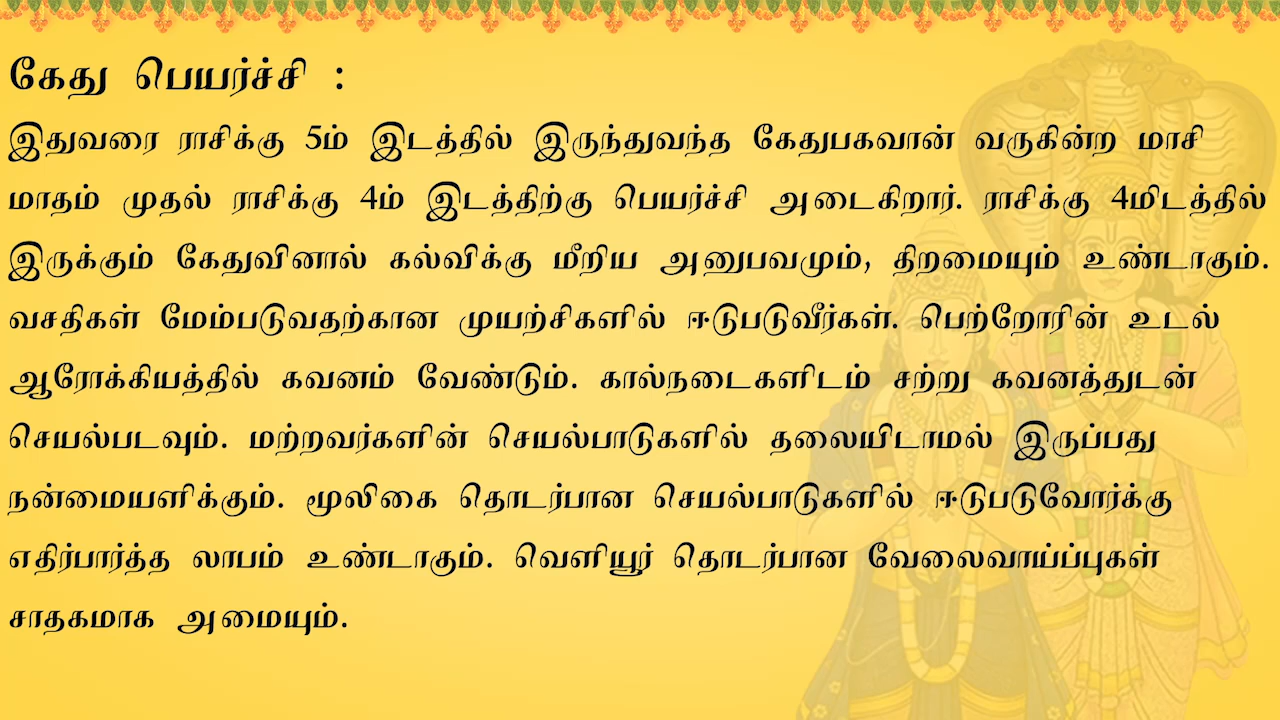 கேது பெயர்ச்சி :
இதுவரை ராசிக்கு 5ம் இடத்தில் இருந்துவந்த கேதுபகவான் வருகின்ற மாசி
மாதம் முதல் ராசிக்கு 4ம் இடத்திற்கு பெயர்ச்சி அடைகிறார். ராசிக்கு 4மிடத்தில்
இருக்கும் கேதுவினால் கல்விக்கு மீறிய அனுபவமும், திறமையும் உண்டாகும்.
வசதிகள் மேம்படுவதற்கான முயற்சிகளில் ஈடுபடுவீர்கள். பெற்றோரின் உடல்
ஆரோக்கியத்தில் கவனம் வேண்டும். கால்நடைகளிடம் சற்று கவனத்துடன்
செயல்படவும். மற்றவர்களின் செயல்பாடுகளில் தலையிடாமல் இருப்பது
நன்மையளிக்கும். மூலிகை தொடர்பான செயல்பாடுகளில் ஈடுபடுவோர்க்கு
எதிர்பார்த்த லாபம் உண்டாகும். வெளியூர் தொடர்பான வேலைவாய்ப்புகள்
சாதகமாக அமையும்.